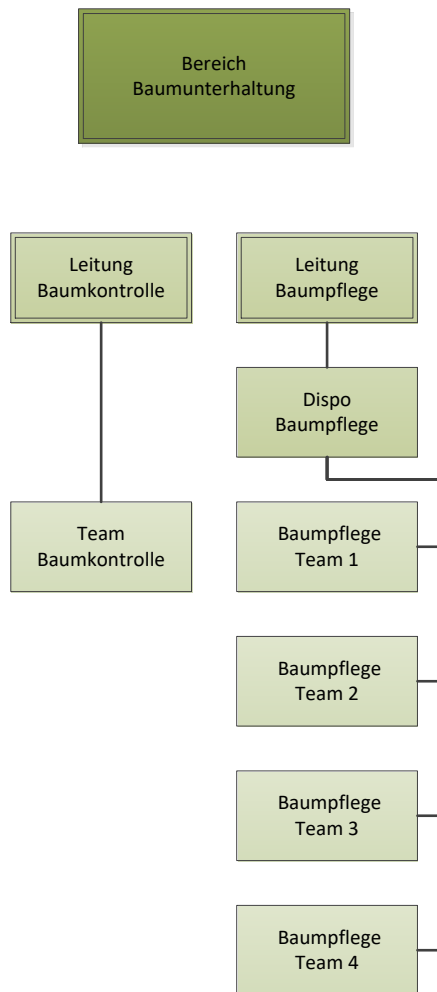 Bereich
Baumunterhaltung
Leitung
Baumkontrolle
Leitung
Baumpflege
Dispo
Baumpflege
Team
Baumkontrolle
Baumpflege
Team 1
Baumpflege
Team 2
Baumpflege
Team 3
Baumpflege
Team 4